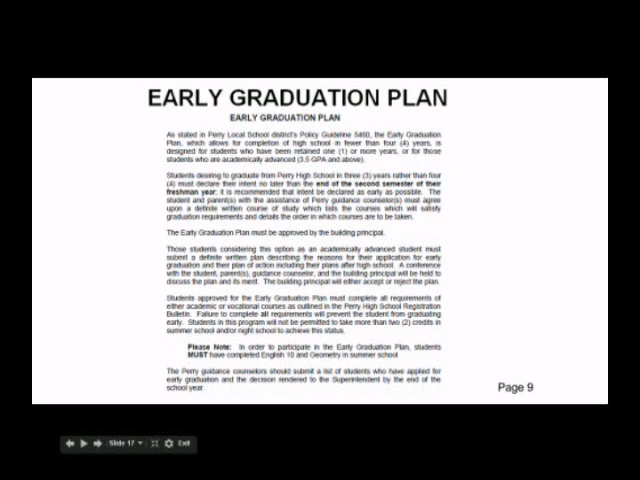 EARLY GRADUATION PLAN
EARLY GRADUATION PLAN
As stated in Perry Local School district's Policy Guideline 5460, the Early Graduation
Plan, which allows for completion of high school in fewer than four (4) years, is
designed for students who have been retained one (1) or more years, or for those
students who are academically advanced (3.5 GPA and above).
Students desiring to graduate from Perry High School in three (3) years rather than four
(4) must declare their intent no later than the end of the second semester of their
freshman year; it is recommended that intent be declared as early as possible. The
student and parent(s) with the assistance of Perry guidance counselor(s) must agree
upon a definite written course of study which lists the courses which will satisfy
graduation requirements and details the order in which courses are to be taken.
The Early Graduation Plan must be approved by the building principal.
Those students considering this option as an academically advanced student must
submit a definite written plan describing the reasons for their application for early
graduation and their plan of action including their plans after high school. A conference
with the student, parent(s), guidance counselor, and the building principal will be held to
discuss the plan and its merit. The building principal will either accept or reject the plan.
Students approved for the Early Graduation Plan must complete all requirements of
either academic or vocational courses as outlined in the Perry High School Registration
Bulletin. Failure to complete all requirements will prevent the student from graduating
early. Students in this program will not be permitted to take more than two (2) credits in
summer school and/or night school to achieve this status.
Please Note: In order to participate in the Early Graduation Plan, students
MUST have completed English 10 and Geometry in summer school
The Perry guidance counselors should submit a list of students who have applied for
early graduation and the decision rendered to the Superintendent by the end of the
school year.
Page 9
Slide 17
Exit